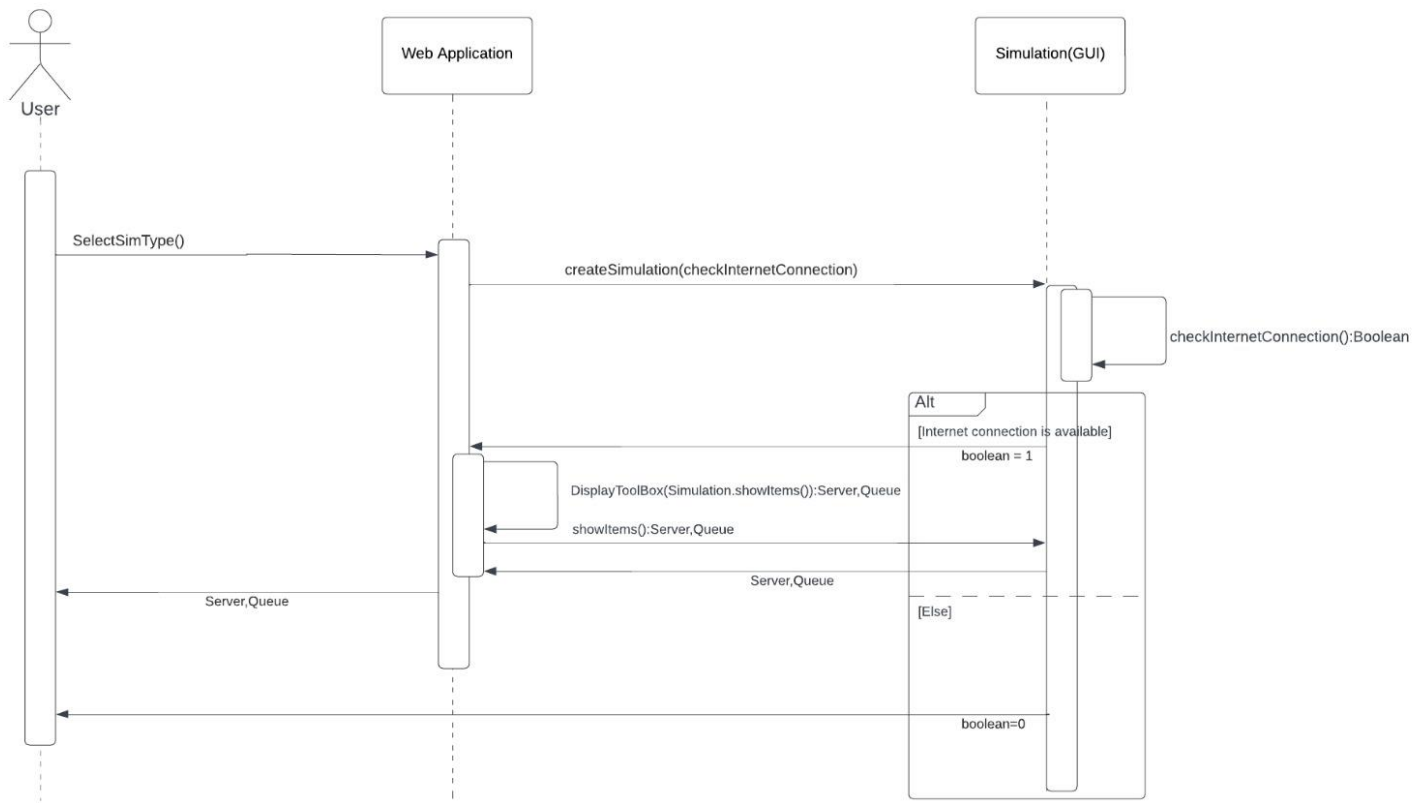 Web Application
Simulation(GUI)
User
SelectSimType()
createSimulation(checkInternetConnection)
checkInternetConnection():Boolean
Alt
[Internet connection is available]
boolean = 1
DisplayToolBox(Simulation.showItems()):Server,Queue
showItems():Server,Queue
Server,Queue
Server,Queue
[Else]
boolean=0